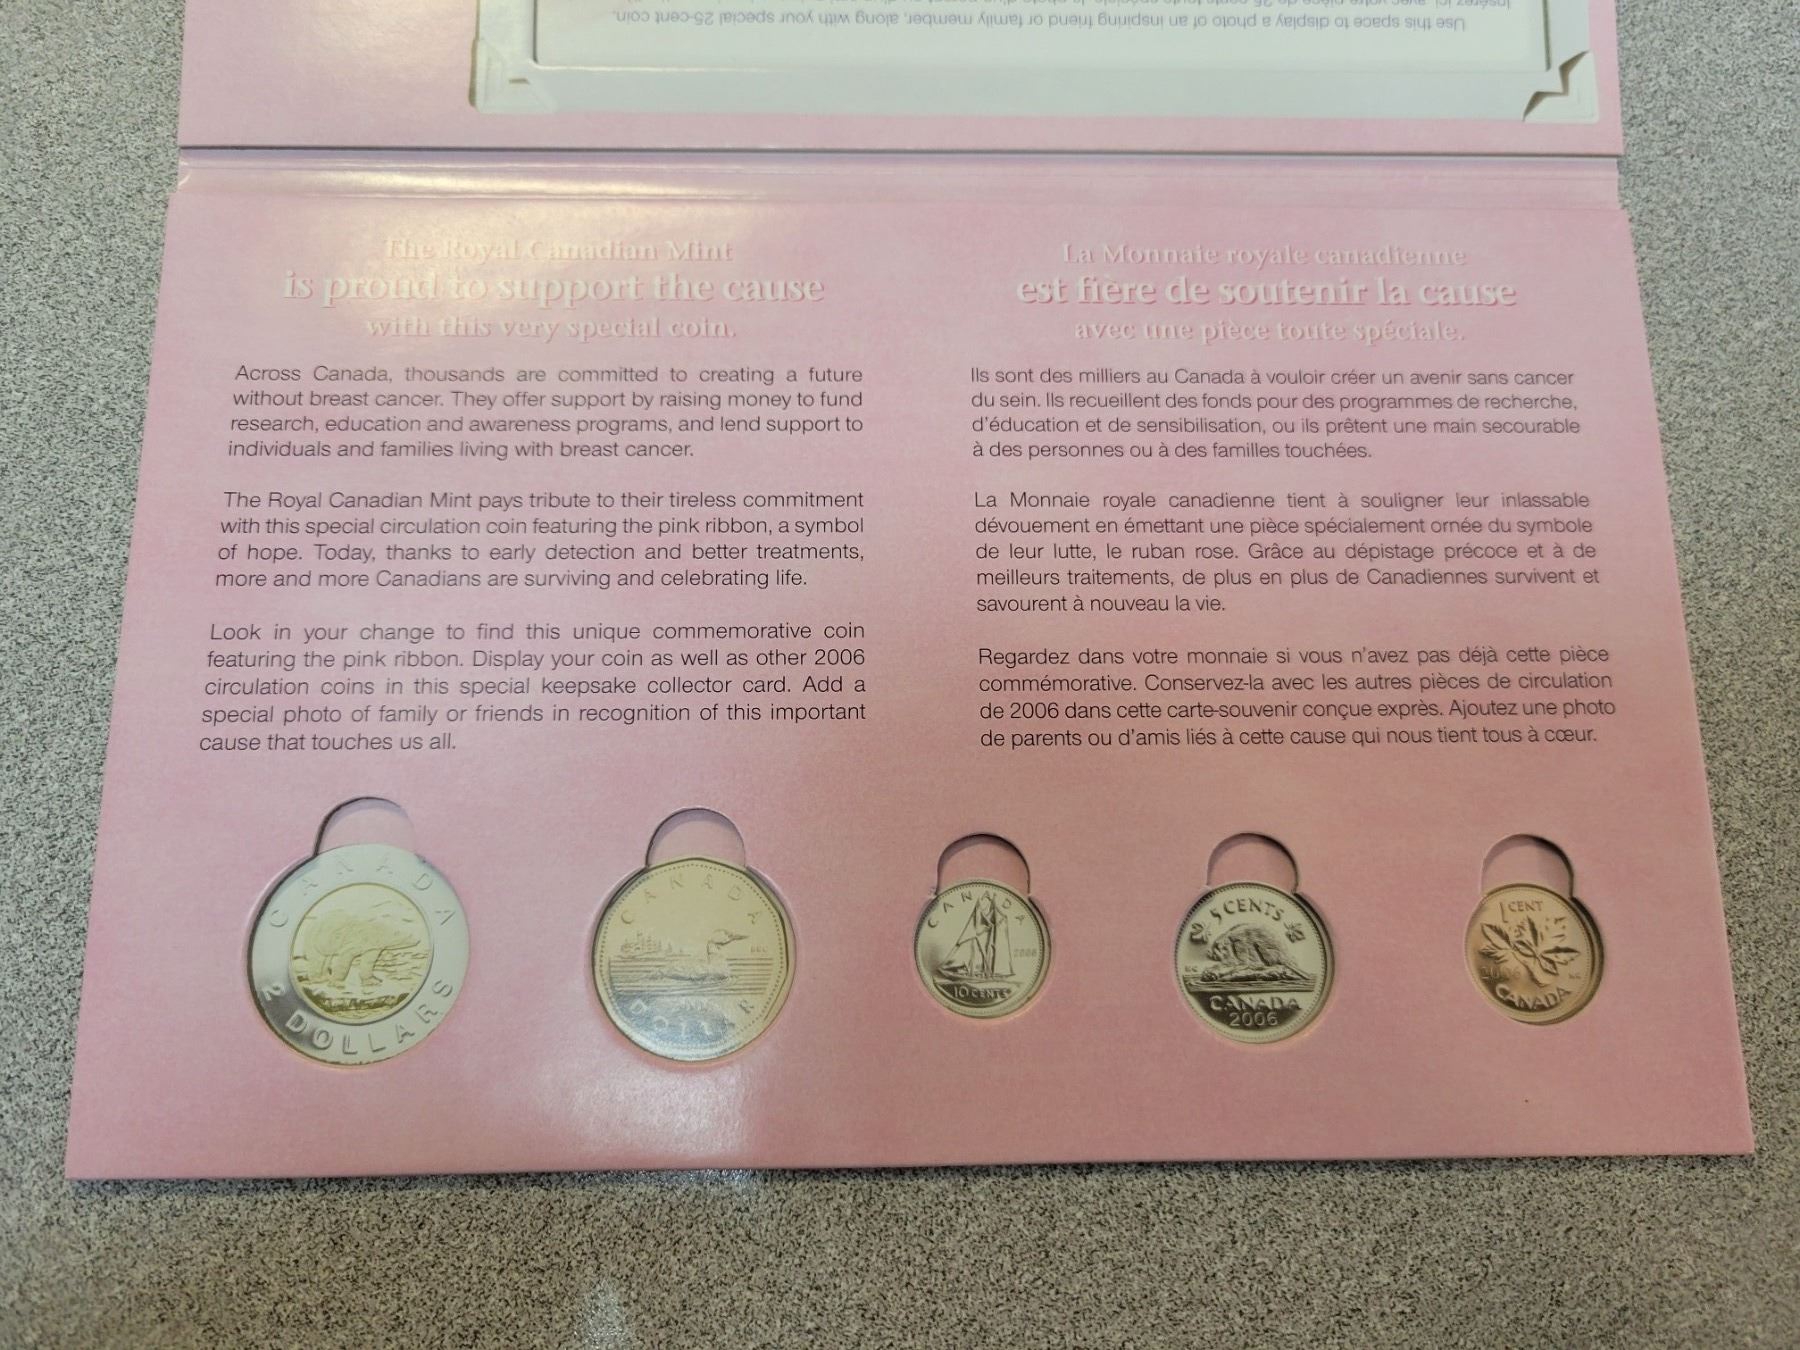 Use this space to display a photo of an inspiring friend or family member, along with your special 25-cent coin.
The Royal Canadian Mint
is proud to support the cause
with this very special coin.
Across Canada, thousands are committed to creating a future
without breast cancer. They offer support by raising money to fund
research, education and awareness programs, and lend support to
individuals and families living with breast cancer.
The Royal Canadian Mint pays tribute to their tireless commitment
with this special circulation coin featuring the pink ribbon, a symbol
of hope. Today, thanks to early detection and better treatments,
more and more Canadians are surviving and celebrating life.
Look in your change to find this unique commemorative coin
featuring the pink ribbon. Display your coin as well as other 2006
circulation coins in this special keepsake collector card. Add a
special photo of family or friends in recognition of this important
cause that touches us all.
La Monnaie royale canadienne
est fière de soutenir la cause
avec une pièce toute spéciale.
Ils sont des milliers au Canada à vouloir créer un avenir sans cancer
du sein. Ils recueillent des fonds pour des programmes de recherche,
d'éducation et de sensibilisation, ou ils prêtent une main secourable
à des personnes ou à des familles touchées.
La Monnaie royale canadienne tient à souligner leur inlassable
dévouement en émettant une pièce spécialement ornée du symbole
de leur lutte, le ruban rose. Grâce au dépistage précoce et à de
meilleurs traitements, de plus en plus de Canadiennes survivent et
savourent à nouveau la vie.
Regardez dans votre monnaie si vous n'avez pas déjà cette pièce
commémorative. Conservez-la avec les autres pièces de circulation
de 2006 dans cette carte-souvenir conçue exprès. Ajoutez une photo
de parents ou d'amis liés à cette cause qui nous tient tous à cœur.
CANADA
2 DOLLARS
CANADA
DOLLAR
CANADA
2006
10 CENTS
5 CENTS
CANADA
2006
1 CENT
2006
CANADA